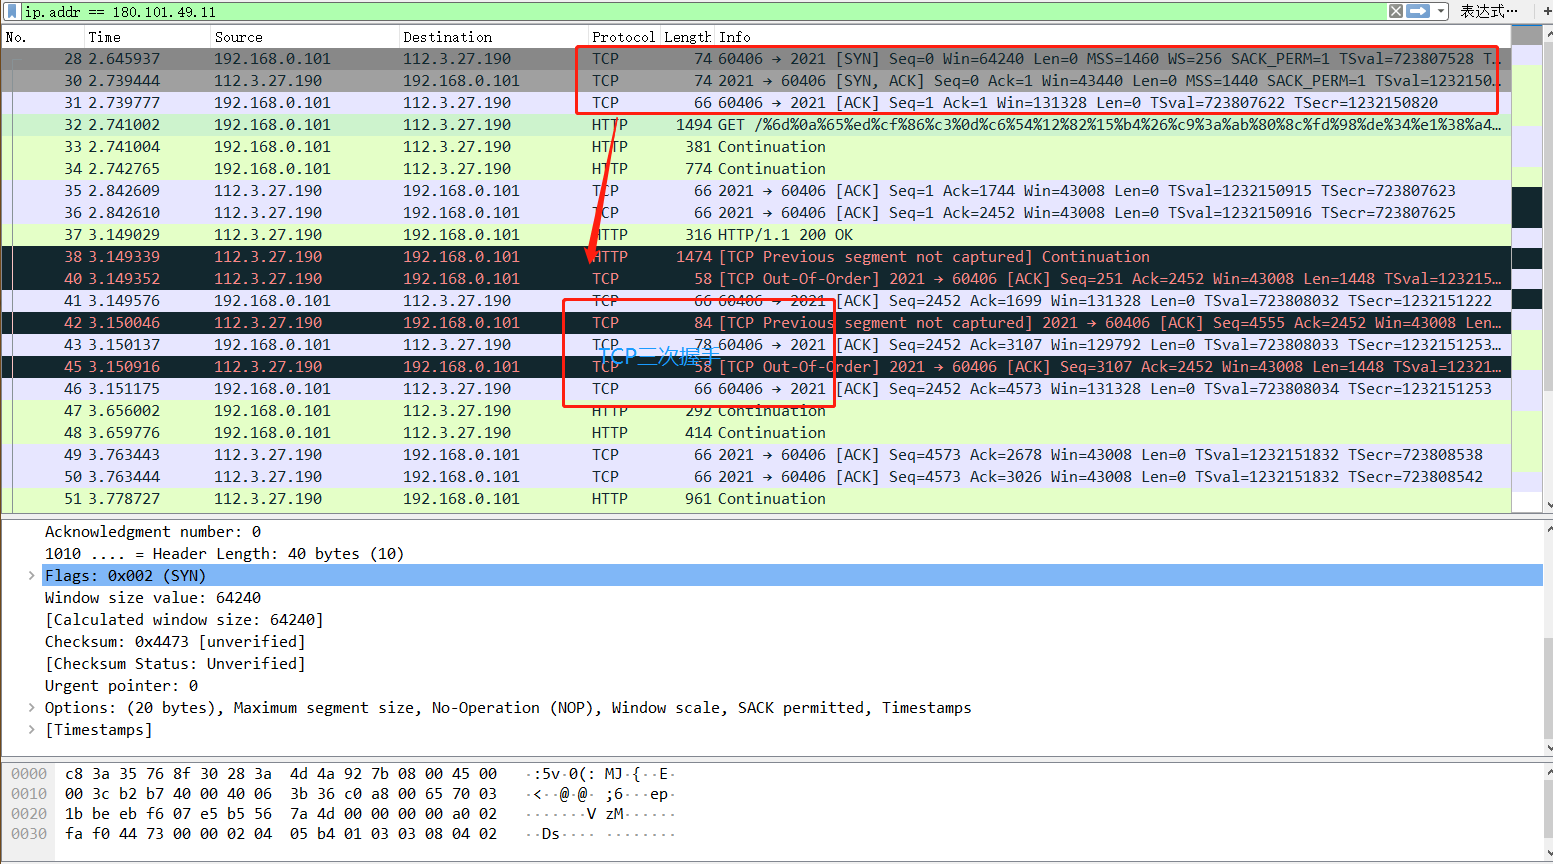 ip.addr == 180.101.49.11 表达式… +
No. Time Source Destination Protocol Length Info
28 2.645937 192.168.0.101 112.3.27.190 TCP 74 60406 → 2021 [SYN] Seq=0 Win=64240 Len=0 MSS=1460 WS=256 SACK_PERM=1 TSval=723807528 T…
30 2.739444 192.168.0.101 112.3.27.190 TCP 74 2021 → 60406 [SYN, ACK] Seq=0 Ack=1 Win=43440 Len=0 MSS=1440 SACK_PERM=1 TSval=1232150…
31 2.739777 192.168.0.101 112.3.27.190 TCP 66 60406 → 2021 [ACK] Seq=1 Ack=1 Win=131328 Len=0 TSval=723807622 TSecr=1232150820
32 2.741002 192.168.0.101 112.3.27.190 HTTP 1494 GET /%6d%0a%65%ed%cf%86%c3%0d%c6%54%12%82%15%b4%26%c9%3a%ab%80%8c%fd%98%de%34%e1%38%a4…
33 2.741004 192.168.0.101 112.3.27.190 HTTP 381 Continuation
34 2.742765 192.168.0.101 112.3.27.190 HTTP 774 Continuation
35 2.842609 112.3.27.190 192.168.0.101 TCP 66 2021 → 60406 [ACK] Seq=1 Ack=1744 Win=43008 Len=0 TSval=1232150915 TSecr=723807623
36 2.842610 112.3.27.190 192.168.0.101 TCP 66 2021 → 60406 [ACK] Seq=1 Ack=2452 Win=43008 Len=0 TSval=1232150916 TSecr=723807625
37 3.149029 112.3.27.190 192.168.0.101 HTTP 316 HTTP/1.1 200 OK
38 3.149339 112.3.27.190 192.168.0.101 HTTP 1474 [TCP Previous segment not captured] Continuation
40 3.149352 112.3.27.190 192.168.0.101 TCP 58 [TCP Out-Of-Order] 2021 → 60406 [ACK] Seq=251 Ack=2452 Win=43008 Len=1448 TSval=123215…
41 3.149576 192.168.0.101 112.3.27.190 TCP 66 60406 → 2021 [ACK] Seq=2452 Ack=1699 Win=131328 Len=0 TSval=723808032 TSecr=1232151222
42 3.150046 112.3.27.190 192.168.0.101 TCP 84 [TCP Previous segment not captured] 2021 → 60406 [ACK] Seq=4555 Ack=2452 Win=43008 Len…
43 3.150137 192.168.0.101 112.3.27.190 TCP 78 60406 → 2021 [ACK] Seq=2452 Ack=3107 Win=129792 Len=0 TSval=723808033 TSecr=1232151253…
TCP三次握手
45 3.150916 112.3.27.190 192.168.0.101 TCP 58 [TCP Out-Of-Order] 2021 → 60406 [ACK] Seq=3107 Ack=2452 Win=43008 Len=1448 TSval=12321…
46 3.151175 192.168.0.101 112.3.27.190 TCP 66 60406 → 2021 [ACK] Seq=2452 Ack=4573 Win=131328 Len=0 TSval=723808034 TSecr=1232151253
47 3.656002 192.168.0.101 112.3.27.190 HTTP 292 Continuation
48 3.659776 192.168.0.101 112.3.27.190 HTTP 414 Continuation
49 3.763443 112.3.27.190 192.168.0.101 TCP 66 2021 → 60406 [ACK] Seq=4573 Ack=2678 Win=43008 Len=0 TSval=1232151832 TSecr=723808538
50 3.763444 112.3.27.190 192.168.0.101 TCP 66 2021 → 60406 [ACK] Seq=4573 Ack=3026 Win=43008 Len=0 TSval=1232151832 TSecr=723808542
51 3.778727 112.3.27.190 192.168.0.101 HTTP 961 Continuation
Acknowledgment number: 0
1010 .... = Header Length: 40 bytes (10)
Flags: 0x002 (SYN)
Window size value: 64240
[Calculated window size: 64240]
Checksum: 0x4473 [unverified]
[Checksum Status: Unverified]
Urgent pointer: 0
Options: (20 bytes), Maximum segment size, No-Operation (NOP), Window scale, SACK permitted, Timestamps
[Timestamps]
0000 c8 3a 35 76 8f 30 28 3a 4d 4a 92 7b 08 00 45 00 ·:5v·0(: MJ·{··E·
0010 00 3c b2 b7 40 00 40 06 3b 36 c0 a8 00 65 70 03 ·<··@·@· ;6···ep·
0020 1b be eb f6 07 e5 b5 56 7a 4d 00 00 00 00 a0 02 ·······V zM······
0030 fa f0 44 73 00 00 02 04 05 b4 01 03 03 08 04 02 ··Ds···· ········